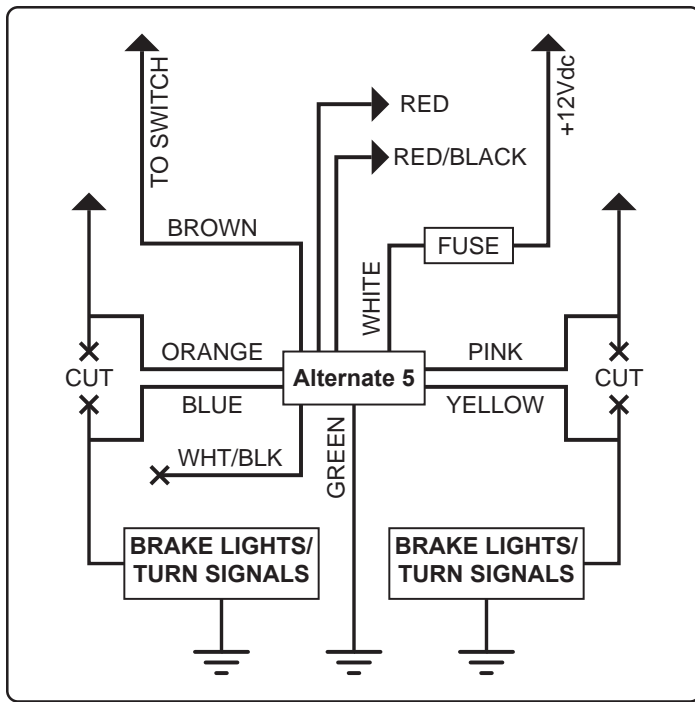 TO SWITCH
+12Vdc
RED
RED/BLACK
BROWN
FUSE
WHITE
ORANGE
PINK
CUT
Alternate 5
CUT
BLUE
YELLOW
WHT/BLK
GREEN
BRAKE LIGHTS/
TURN SIGNALS
BRAKE LIGHTS/
TURN SIGNALS